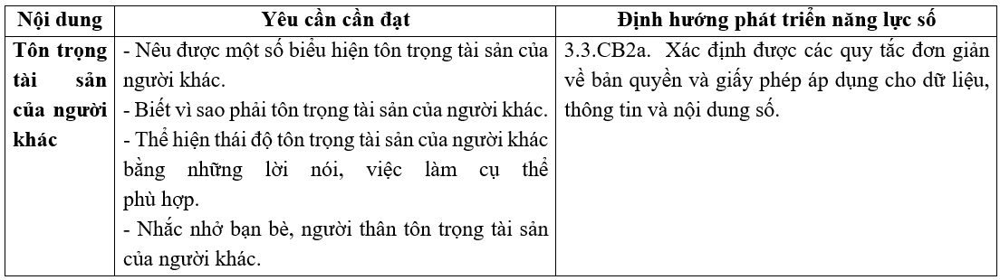 Nội dung
Yêu cần cần đạt
Định hướng phát triển năng lực số
Tôn trọng
tài sản
của người
khác
- Nêu được một số biểu hiện tôn trọng tài sản của
người khác.
- Biết vì sao phải tôn trọng tài sản của người khác.
- Thể hiện thái độ tôn trọng tài sản của người khác
bằng những lời nói, việc làm cụ thể
phù hợp.
- Nhắc nhở bạn bè, người thân tôn trọng tài sản
của người khác.
3.3.CB2a. Xác định được các quy tắc đơn giản
về bản quyền và giấy phép áp dụng cho dữ liệu,
thông tin và nội dung số.